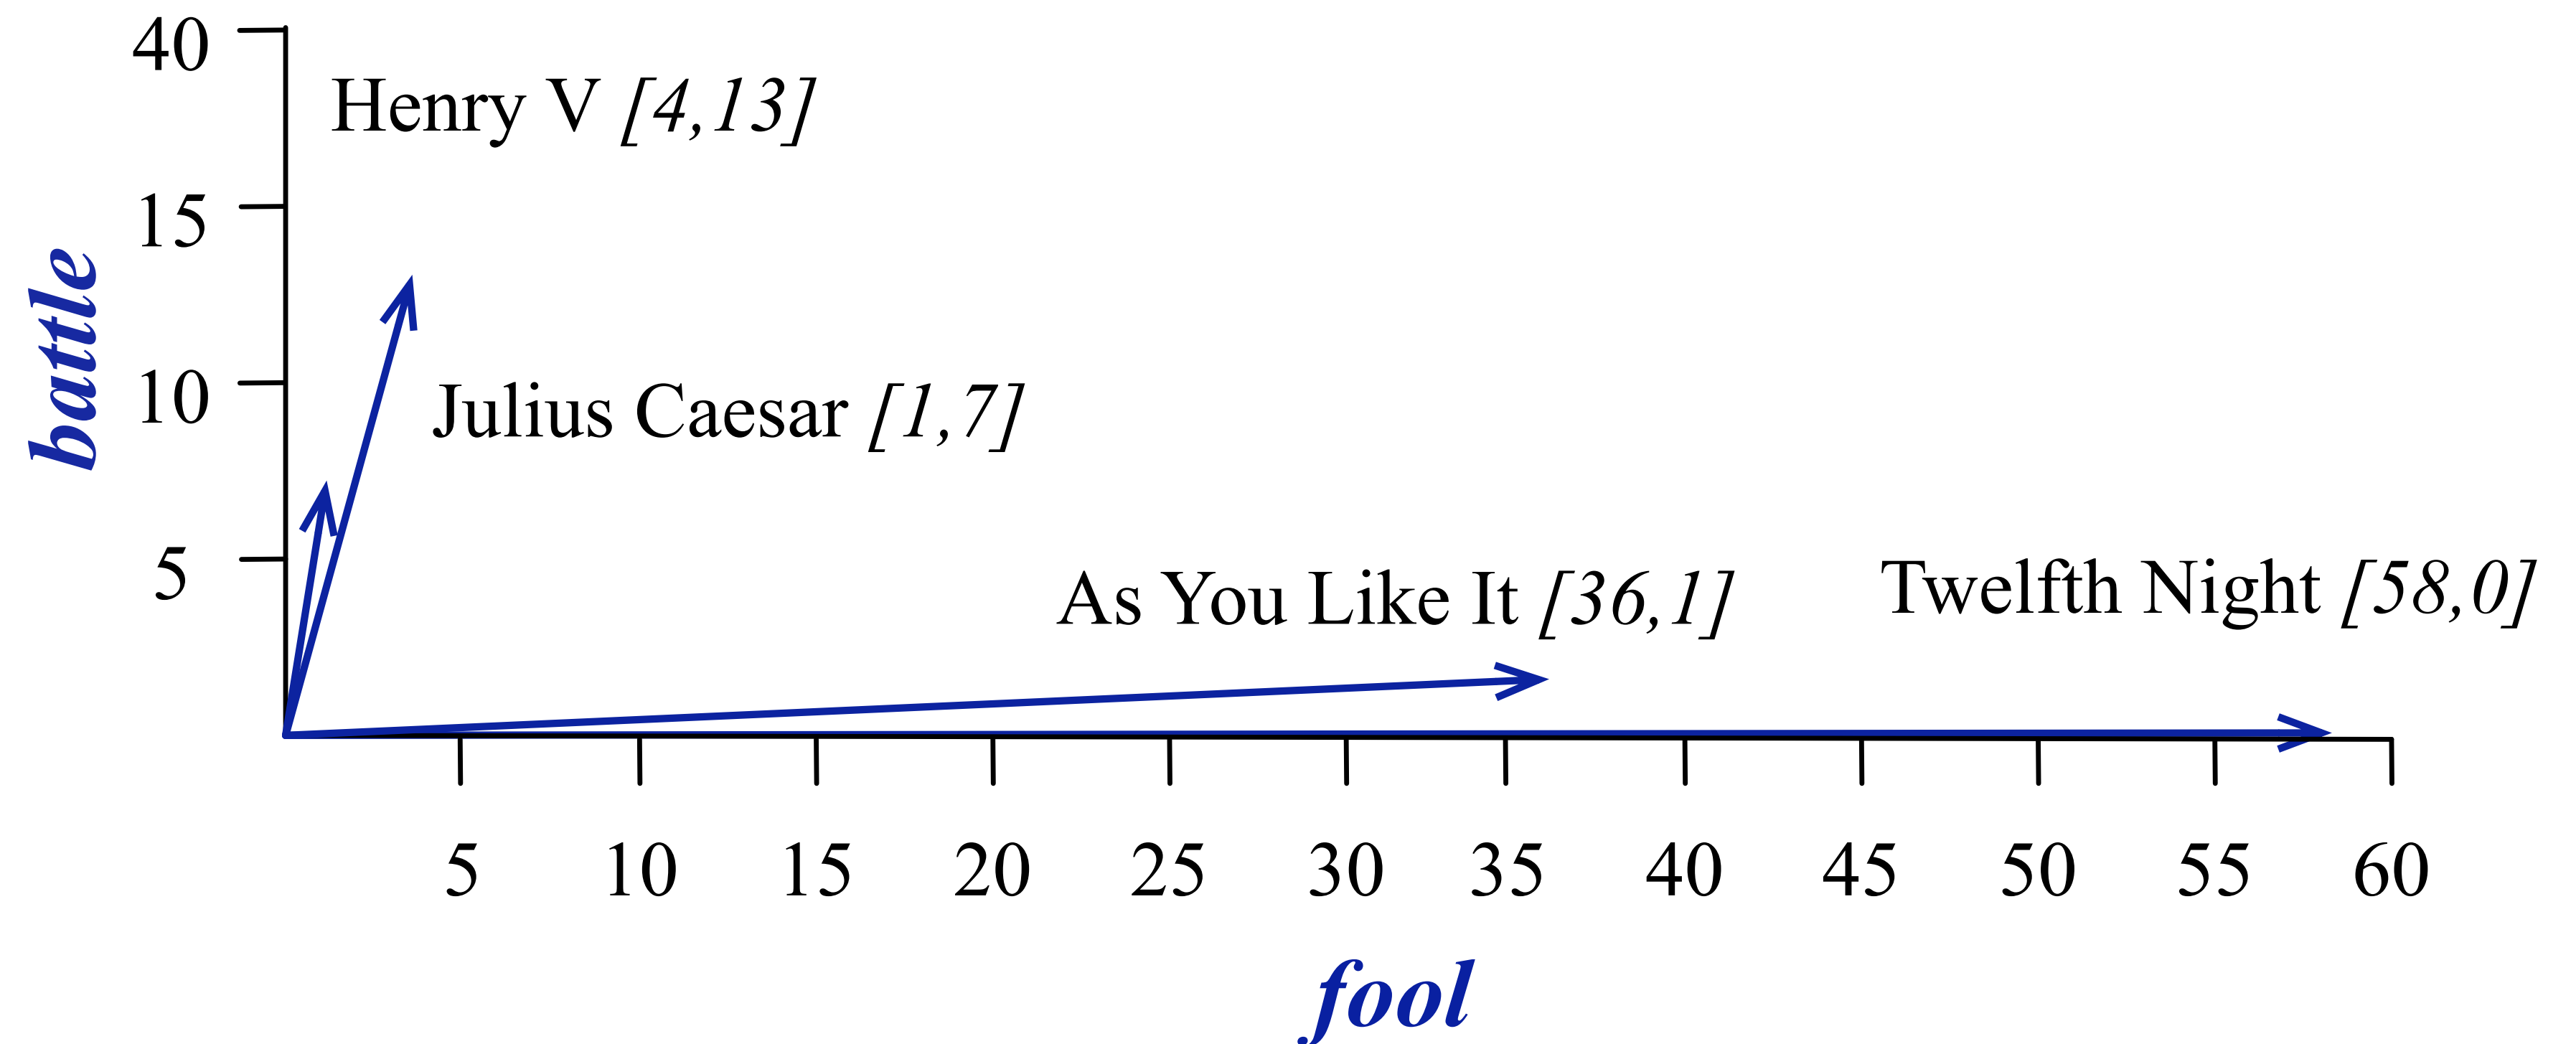 40
Henry V [4,13]
15
battle
10
Julius Caesar [1,7]
5
As You Like It [36,1]
Twelfth Night [58,0]
5 10 15 20 25 30 35 40 45 50 55 60
fool